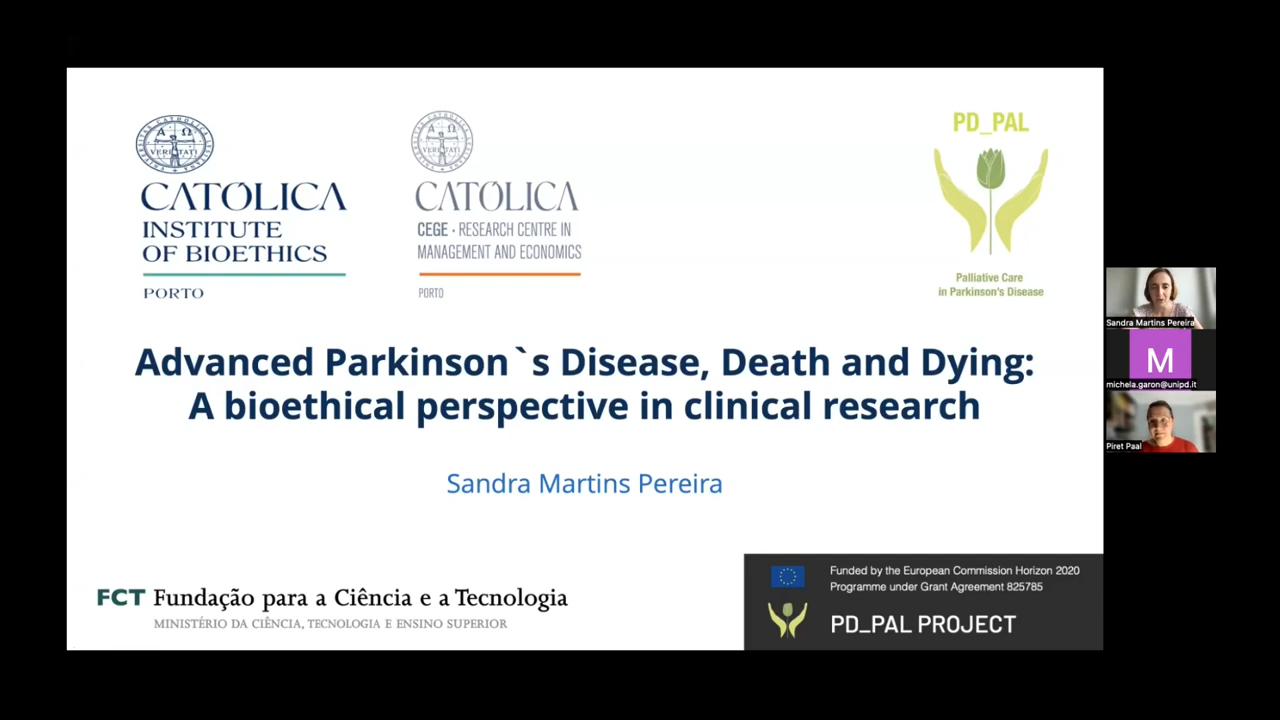 CATÓLICA
INSTITUTE
OF BIOETHICS
PORTO
CATÓLICA
CEGE · RESEARCH CENTRE IN
MANAGEMENT AND ECONOMICS
PORTO
PD_PAL
Palliative Care
in Parkinson's Disease
Advanced Parkinson`s Disease, Death and Dying:
A bioethical perspective in clinical research
Sandra Martins Pereira
FCT Fundação para a Ciência e a Tecnologia
MINISTÉRIO DA CIÊNCIA, TECNOLOGIA E ENSINO SUPERIOR
Funded by the European Commission Horizon 2020
Programme under Grant Agreement 825785
PD_PAL PROJECT
Sandra Martins Pereira
M
michela.garon@unipd.it
Piret Paal